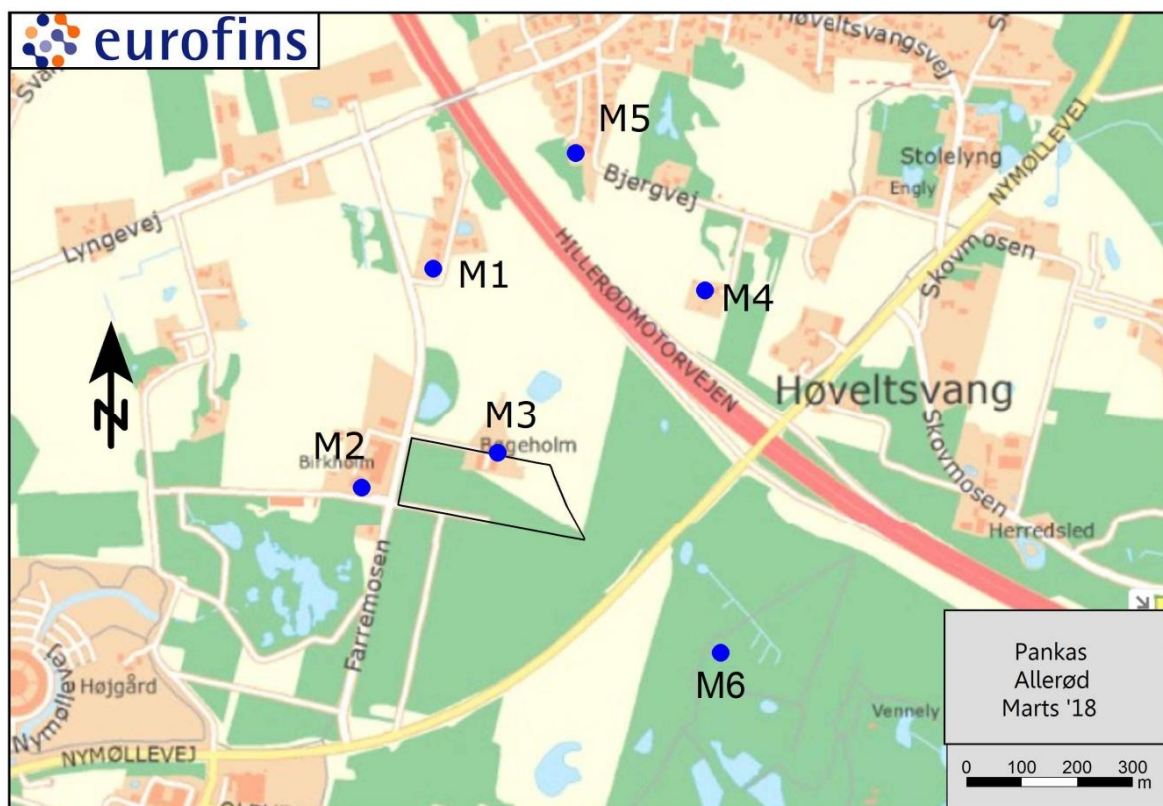 eurofins
Høveltsvangsvej
M5
Bjergvej
Stolelyng
Engly
NYMØLLEVEJ
Lyngevej
M1
HILLERØDMOTORVEJEN
M4
Skovmosen
Skovmosen
Høveltsvang
N
M3
Bøgeholm
M2
Birkholm
Skovmosen
Herredsled
Farremosen
M6
Højgård
Nymøllevej
NYMØLLEVEJ
Vennely
Pankas
Allerød
Marts '18
0 100 200 300
m